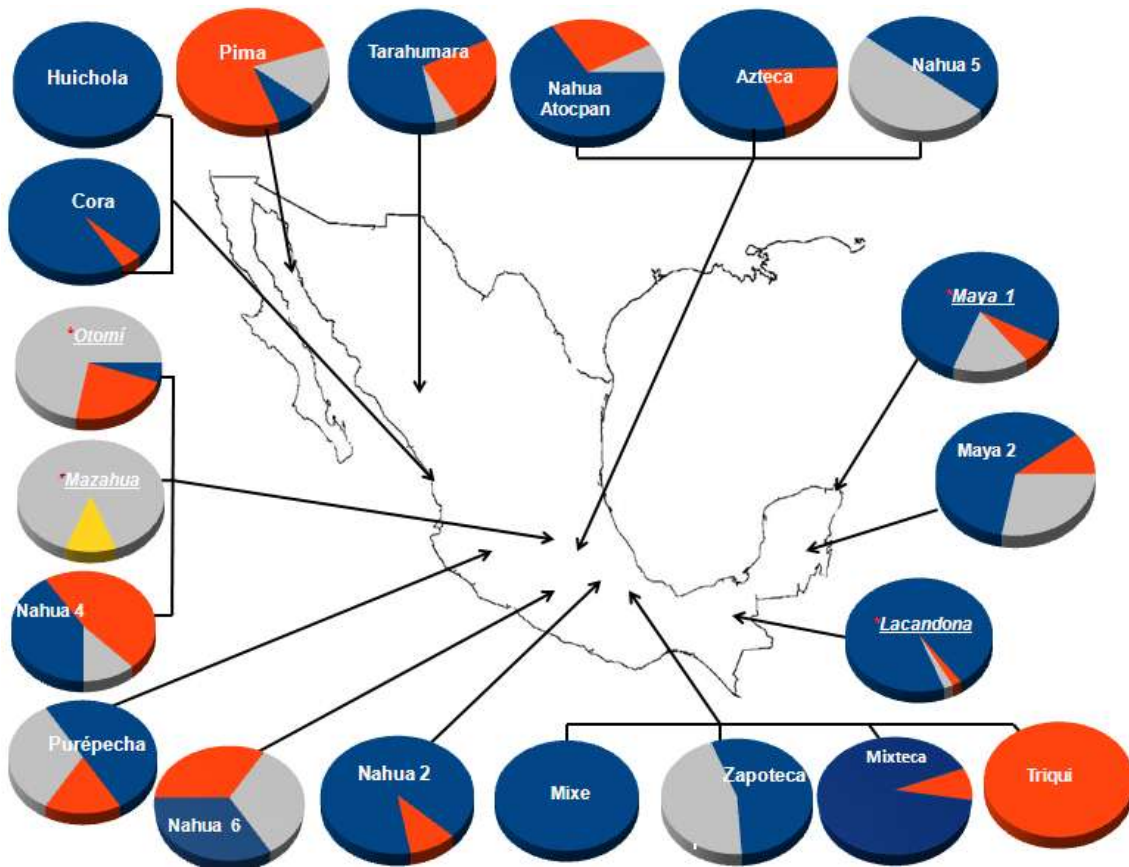 Huichola
Pima
Tarahumara
Nahua
Atocpan
Azteca
Nahua 5
Cora
*Otomí
*Maya 1
*Mazahua
Maya 2
Nahua 4
*Lacandona
Purépecha
Nahua 6
Nahua 2
Mixe
Zapoteca
Mixteca
Triqui